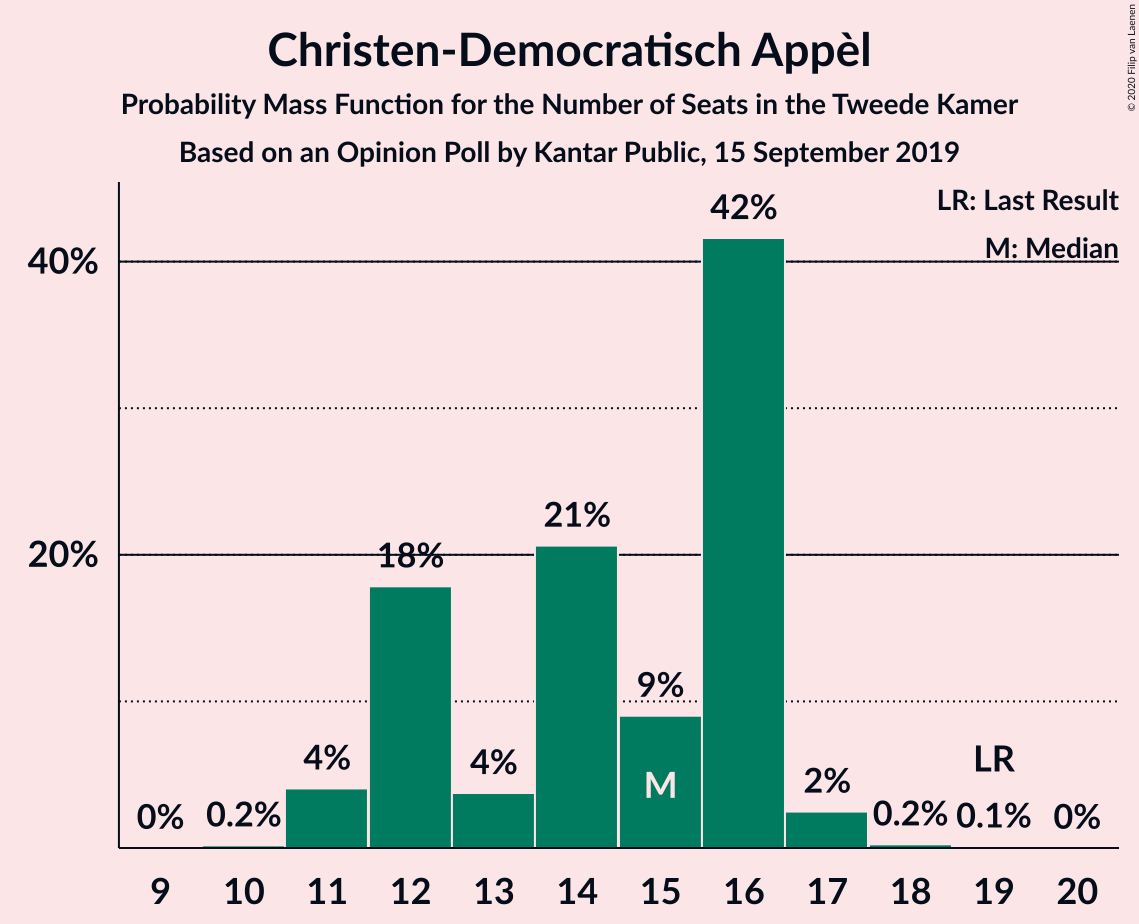 Christen-Democratisch Appèl
Probability Mass Function for the Number of Seats in the Tweede Kamer
Based on an Opinion Poll by Kantar Public, 15 September 2019
© 2020 Filip van Laenen
LR: Last Result
M: Median
40%
20%
0%
0.2%
4%
18%
4%
21%
9%
42%
2%
0.2%
0.1%
0%
M
LR
9 10 11 12 13 14 15 16 17 18 19 20